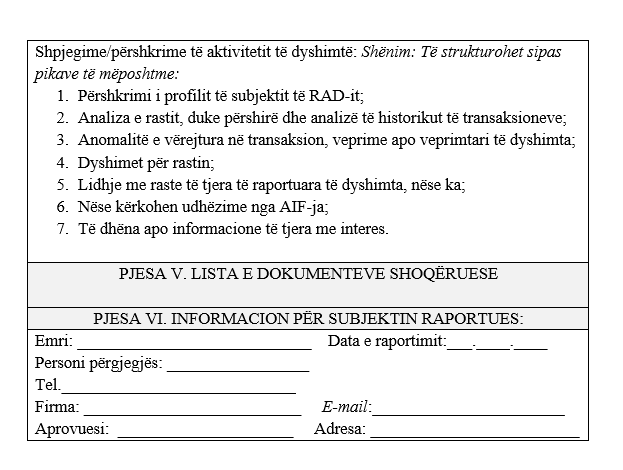 Shpjegime/përshkrime të aktivitetit të dyshimtë: Shënim: Të strukturohet sipas
pikave të mëposhtme:
1. Përshkrimi i profilit të subjektit të RAD-it;
2. Analiza e rastit, duke përshirë dhe analizë të historikut të transaksioneve;
3. Anomalitë e vërejtura në transaksion, veprime apo veprimtari të dyshimta;
4. Dyshimet për rastin;
5. Lidhje me raste të tjera të raportuara të dyshimta, nëse ka;
6. Nëse kërkohen udhëzime nga AIF-ja;
7. Të dhëna apo informacione të tjera me interes.
PJESA V. LISTA E DOKUMENTEVE SHOQËRUESE
PJESA VI. INFORMACION PËR SUBJEKTIN RAPORTUES:
Emri: ______________________________ Data e raportimit:___.____.____
Personi përgjegjës: __________________
Tel.______________________________
Firma: ____________________________ E-mail:_________________________
Aprovuesi: _______________________ Adresa: ___________________________